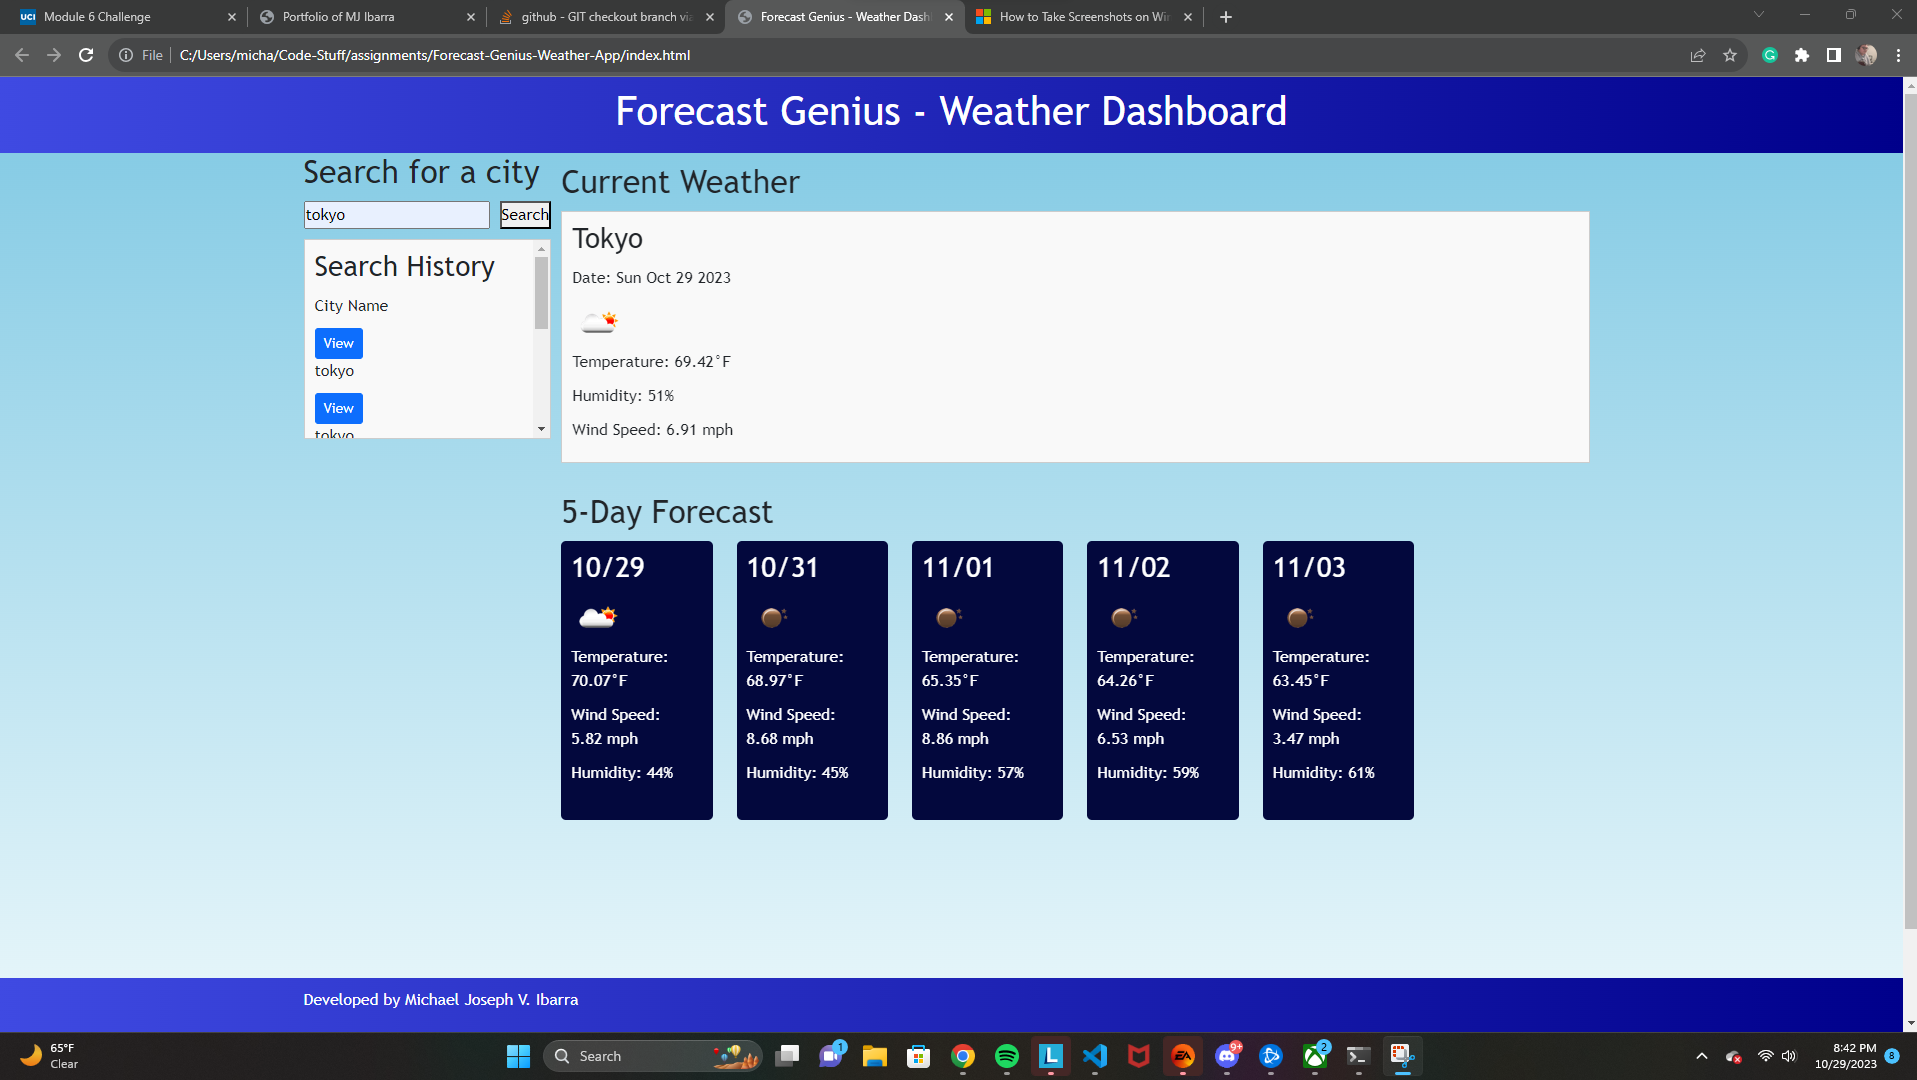 UCI Module 6 Challenge
Portfolio of MJ Ibarra
github - GIT checkout branch via
Forecast Genius - Weather Dash
How to Take Screenshots on Wi
File C:/Users/micha/Code-Stuff/assignments/Forecast-Genius-Weather-App/index.html
Forecast Genius - Weather Dashboard
Search for a city
tokyo
Search
Search History
City Name
View
tokyo
View
tokyo
Current Weather
Tokyo
Date: Sun Oct 29 2023
Temperature: 69.42°F
Humidity: 51%
Wind Speed: 6.91 mph
5-Day Forecast
10/29
Temperature:
70.07°F
Wind Speed:
5.82 mph
Humidity: 44%
10/31
Temperature:
68.97°F
Wind Speed:
8.68 mph
Humidity: 45%
11/01
Temperature:
65.35°F
Wind Speed:
8.86 mph
Humidity: 57%
11/02
Temperature:
64.26°F
Wind Speed:
6.53 mph
Humidity: 59%
11/03
Temperature:
63.45°F
Wind Speed:
3.47 mph
Humidity: 61%
Developed by Michael Joseph V. Ibarra
65°F
Clear
Search
1
L
EA
9+
2
8:42 PM
10/29/2023
8